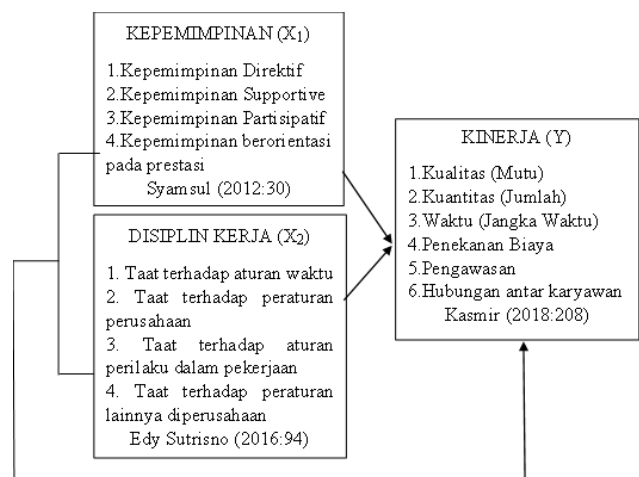 KEPEMIMPINAN (X1)
1.Kepemimpinan Direktif
2.Kepemimpinan Supportive
3.Kepemimpinan Partisipatif
4.Kepemimpinan berorientasi
pada prestasi
Syamsul (2012:30)
DISIPLIN KERJA (X2)
1. Taat terhadap aturan waktu
2. Taat terhadap peraturan
perusahaan
3. Taat terhadap aturan
perilaku dalam pekerjaan
4. Taat terhadap peraturan
lainnya diperusahaan
Edy Sutrisno (2016:94)
KINERJA (Y)
1.Kualitas (Mutu)
2.Kuantitas (Jumlah)
3.Waktu (Jangka Waktu)
4.Penekanan Biaya
5.Pengawasan
6.Hubungan antar karyawan
Kasmir (2018:208)